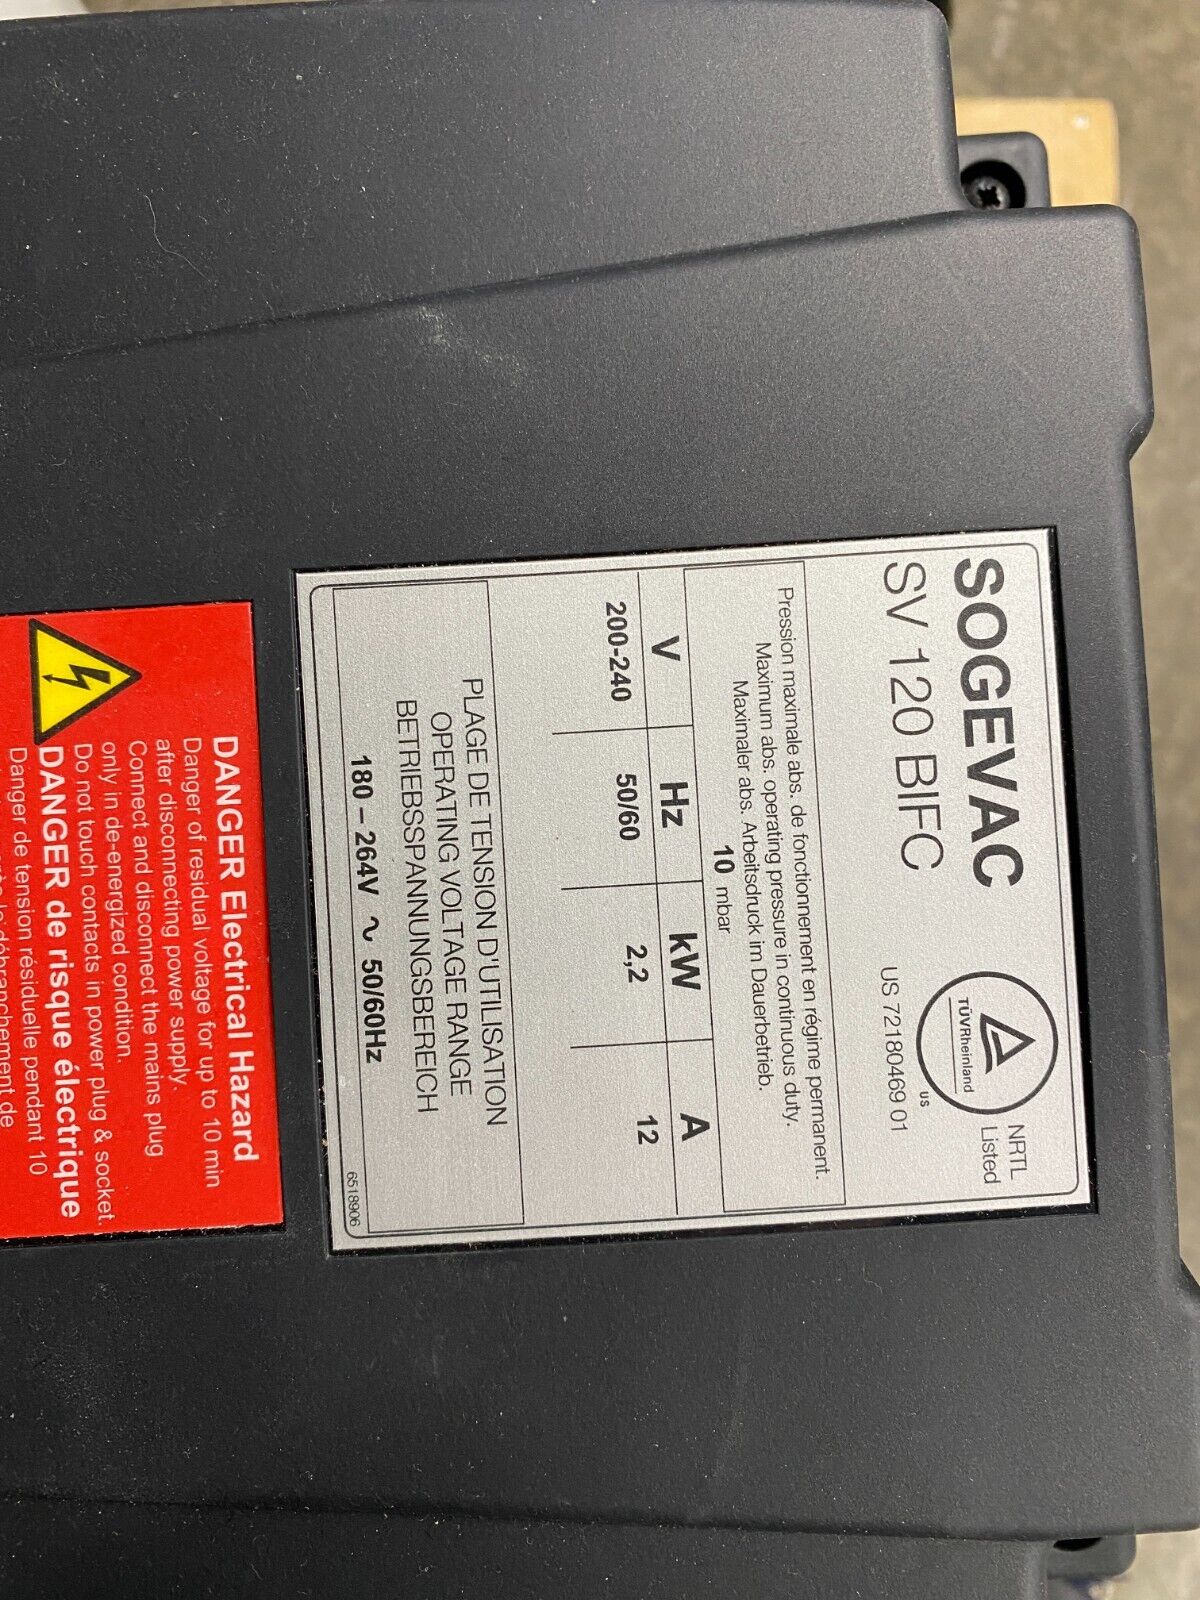 SOGEVAC
SV 120 BIFC
TÜVRheinland
US
NRTL
Listed
US 72180469 01
Pression maximale abs. de fonctionnement en régime permanent.
Maximum abs. operating pressure in continuous duty.
Maximaler abs. Arbeitsdruck im Dauerbetrieb.
10 mbar
V Hz kW A
200-240 50/60 2,2 12
PLAGE DE TENSION D'UTILISATION
OPERATING VOLTAGE RANGE
BETRIEBSSPANNUNGSBEREICH
180 – 264V ∿ 50/60Hz
6518906
DANGER Electrical Hazard
Danger of residual voltage for up to 10 min
after disconnecting power supply.
Connect and disconnect the mains plug
only in de-energized condition.
Do not touch contacts in power plug & socket.
DANGER de risque électrique
Danger de tension résiduelle pendant 10
débranchement de